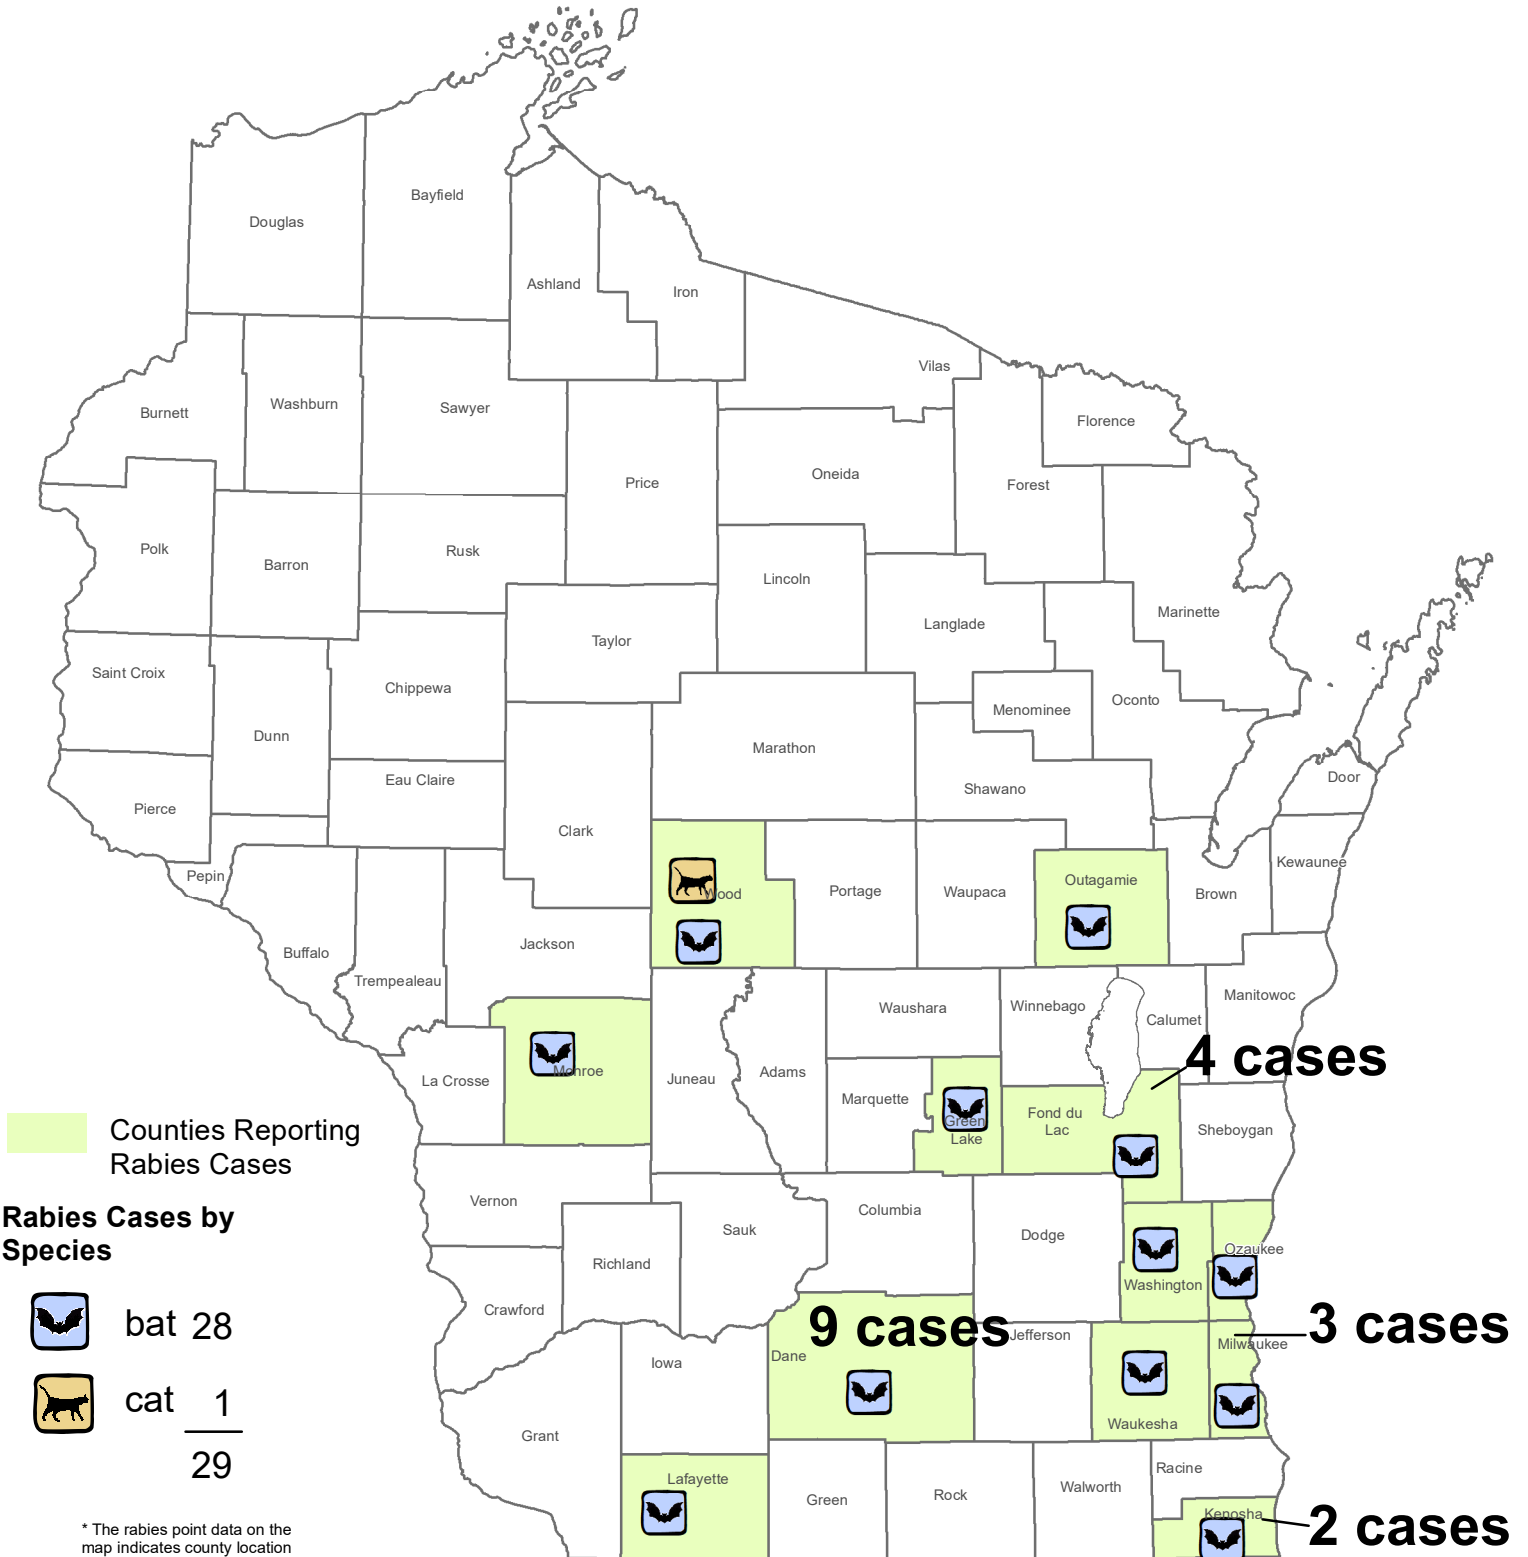 Bayfield
Douglas
Ashland
Iron
Vilas
Burnett
Washburn
Sawyer
Florence
Price
Oneida
Forest
Polk
Barron
Rusk
Lincoln
Langlade
Marinette
Taylor
Saint Croix
Chippewa
Menominee
Oconto
Dunn
Marathon
Eau Claire
Shawano
Door
Pierce
Clark
Pepin
Wood
Portage
Waupaca
Outagamie
Brown
Kewaunee
Buffalo
Jackson
Trempealeau
Waushara
Winnebago
Calumet
Manitowoc
4 cases
La Crosse
Monroe
Juneau
Adams
Marquette
Green
Lake
Fond du
Lac
Sheboygan
Counties Reporting
Rabies Cases
Vernon
Sauk
Columbia
Dodge
Richland
Washington
Ozaukee
Rabies Cases by
Species
Crawford
bat 28
cat 1
29
Iowa
Dane
9 cases
Jefferson
3 cases
Milwaukee
Waukesha
Grant
Lafayette
Green
Rock
Walworth
Racine
Kenosha
2 cases
* The rabies point data on the
map indicates county location